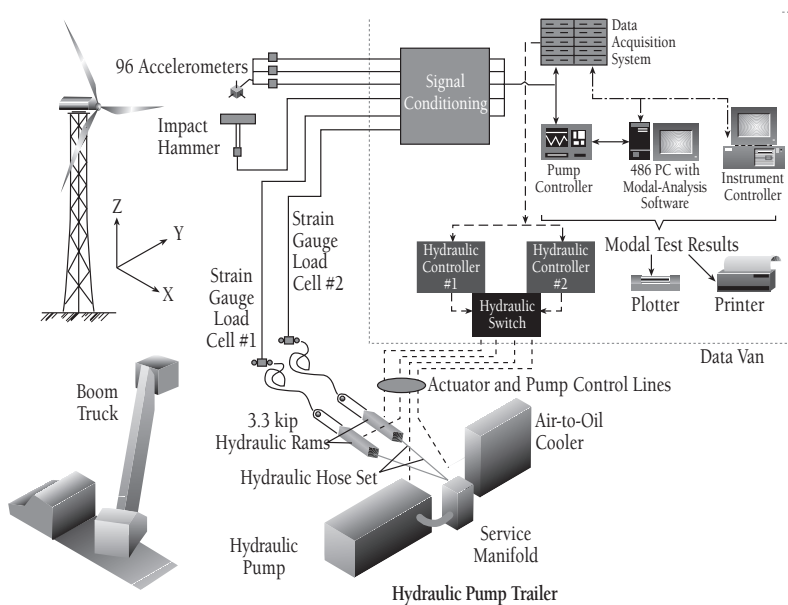 Data
Acquisition
System
96 Accelerometers
Signal
Conditioning
Impact
Hammer
Pump
Controller
486 PC with
Modal-Analysis
Software
Instrument
Controller
Z
Y
X
Strain
Gauge
Load
Cell #2
Strain
Gauge
Load
Cell #1
Hydraulic
Controller
#1
Hydraulic
Controller
#2
Modal Test Results
Plotter
Printer
Hydraulic
Switch
Data Van
Actuator and Pump Control Lines
Boom
Truck
3.3 kip
Hydraulic Rams
Air-to-Oil
Cooler
Hydraulic Hose Set
Hydraulic
Pump
Service
Manifold
Hydraulic Pump Trailer